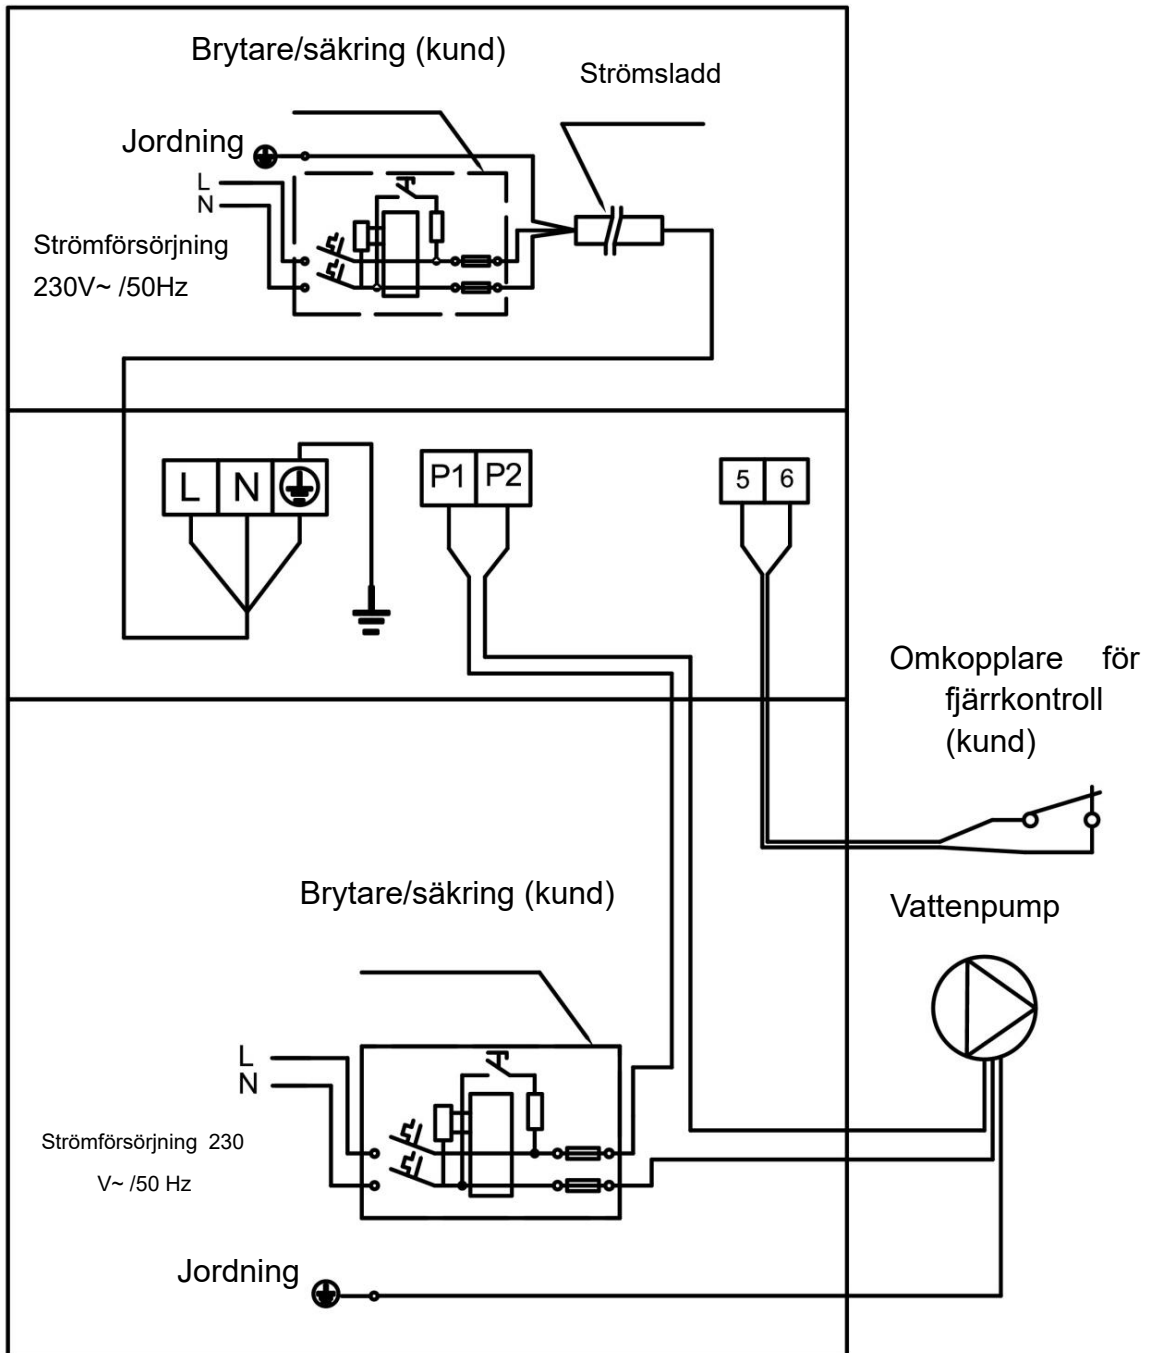 Brytare/säkring (kund)
Strömsladd
Jordning
L
N
Strömförsörjning
230V~ /50Hz
L N
P1 P2
5 6
Omkopplare för
fjärrkontroll
(kund)
Brytare/säkring (kund)
Vattenpump
L
N
Strömförsörjning 230
V~ /50 Hz
Jordning